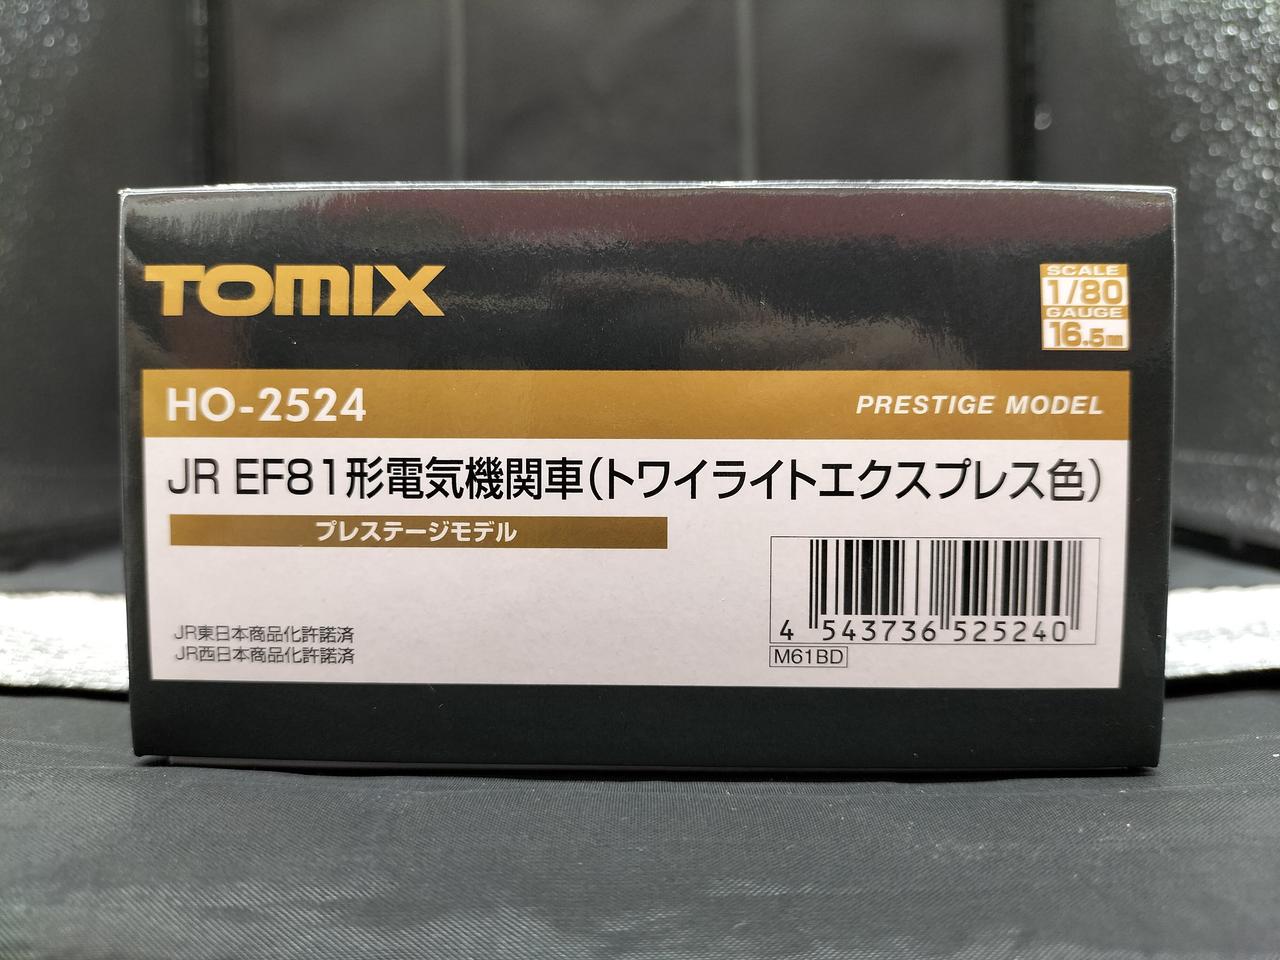 TOMIX
SCALE
1/80
GAUGE
16.5mm
HO-2524
PRESTIGE MODEL
JR EF81形電気機関車(トワイライトエクスプレス色)
プレステージモデル
JR東日本商品化許諾済
JR西日本商品化許諾済
4 543736 525240
M61BD